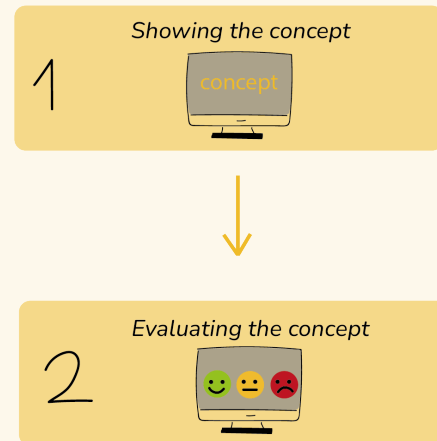 Showing the concept
1
concept
Evaluating the concept
2